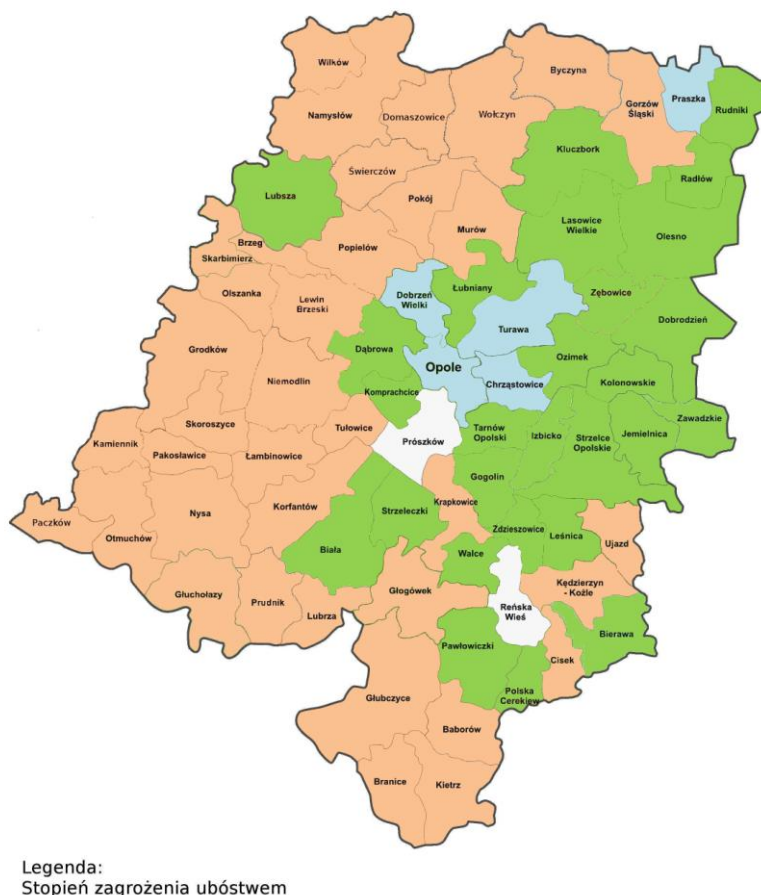 Wilków
Byczyna
Praszka
Gorzów
Śląski
Rudniki
Namysłów
Domaszowice
Wołczyn
Kluczbork
Świerczów
Radłów
Lubsza
Pokój
Lasowice
Wielkie
Olesno
Murów
Brzeg
Popielów
Skarbimierz
Łubniany
Dobrzeń
Wielki
Zębowice
Olszanka
Lewin
Brzeski
Turawa
Dobrodzień
Grodków
Dąbrowa
Ozimek
Opole
Niemodlin
Chrząstowice
Kolonowskie
Komprachcice
Skoroszyce
Tułowice
Tarnów
Opolski
Izbicko
Strzelce
Opolskie
Jemielnica
Zawadzkie
Kamiennik
Prószków
Pakosławice
Łambinowice
Gogolin
Korfantów
Strzeleczki
Krapkowice
Nysa
Paczków
Otmuchów
Zdzieszowice
Leśnica
Ujazd
Biała
Walce
Głuchołazy
Prudnik
Lubrza
Głogówek
Kędzierzyn
- Koźle
Reńska
Wieś
Bierawa
Pawłowiczki
Cisek
Polska
Cerekiew
Głubczyce
Baborów
Branice
Kietrz
Legenda:
Stopień zagrożenia ubóstwem